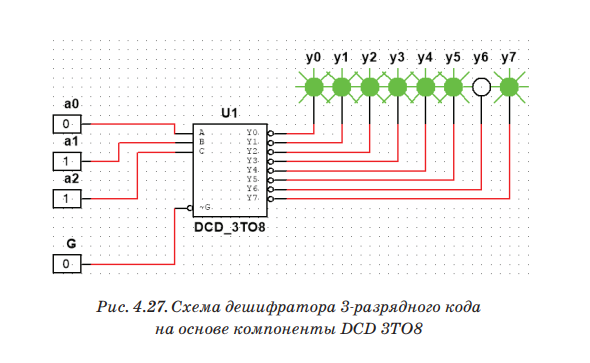 y0 y1 y2 y3 y4 y5 y6 y7
a0
0
a1
1
a2
1
G
0
U1
A
B
C
~G
Y0
Y1
Y2
Y3
Y4
Y5
Y6
Y7
DCD_3TO8
Рис. 4.27. Схема дешифратора 3-разрядного кода
на основе компоненты DCD 3TO8